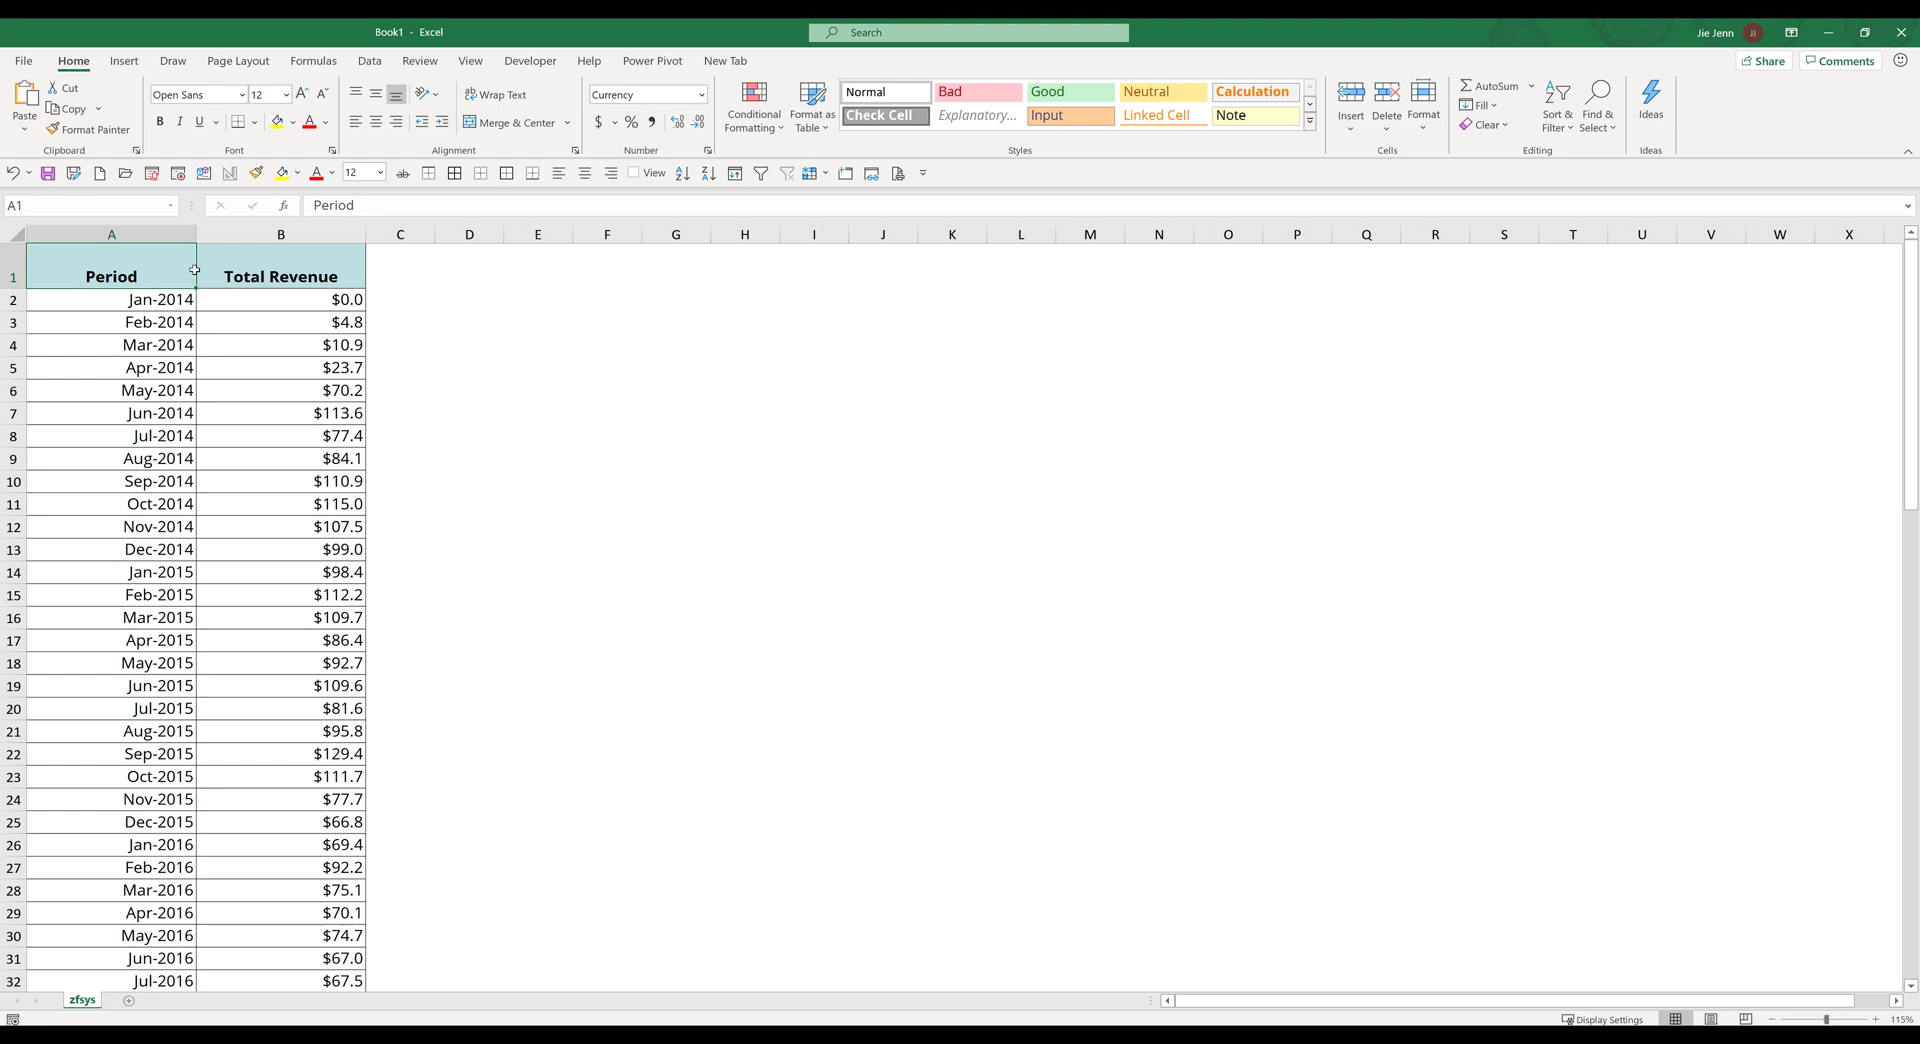 Book1 - Excel
Search
Jie Jenn
JJ
File Home Insert Draw Page Layout Formulas Data Review View Developer Help Power Pivot New Tab
Share
Comments
Paste
Cut
Copy
Format Painter
Clipboard
Open Sans
12
A^ A˅
B I U
A
Font
Wrap Text
Merge & Center
Alignment
Currency
$ % ,
Number
Conditional
Formatting
Format as
Table
Normal Bad Good Neutral Calculation
Check Cell Explanatory... Input Linked Cell Note
Styles
Insert
Delete
Format
Cells
AutoSum
Fill
Clear
Sort &
Filter
Find &
Select
Editing
Ideas
Ideas
12
ab
View
A1
fx
Period
A B C D E F G H I J K L M N O P Q R S T U V W X
1 Period Total Revenue
2 Jan-2014 $0.0
3 Feb-2014 $4.8
4 Mar-2014 $10.9
5 Apr-2014 $23.7
6 May-2014 $70.2
7 Jun-2014 $113.6
8 Jul-2014 $77.4
9 Aug-2014 $84.1
10 Sep-2014 $110.9
11 Oct-2014 $115.0
12 Nov-2014 $107.5
13 Dec-2014 $99.0
14 Jan-2015 $98.4
15 Feb-2015 $112.2
16 Mar-2015 $109.7
17 Apr-2015 $86.4
18 May-2015 $92.7
19 Jun-2015 $109.6
20 Jul-2015 $81.6
21 Aug-2015 $95.8
22 Sep-2015 $129.4
23 Oct-2015 $111.7
24 Nov-2015 $77.7
25 Dec-2015 $66.8
26 Jan-2016 $69.4
27 Feb-2016 $92.2
28 Mar-2016 $75.1
29 Apr-2016 $70.1
30 May-2016 $74.7
31 Jun-2016 $67.0
32 Jul-2016 $67.5
zfsys
Display Settings
115%